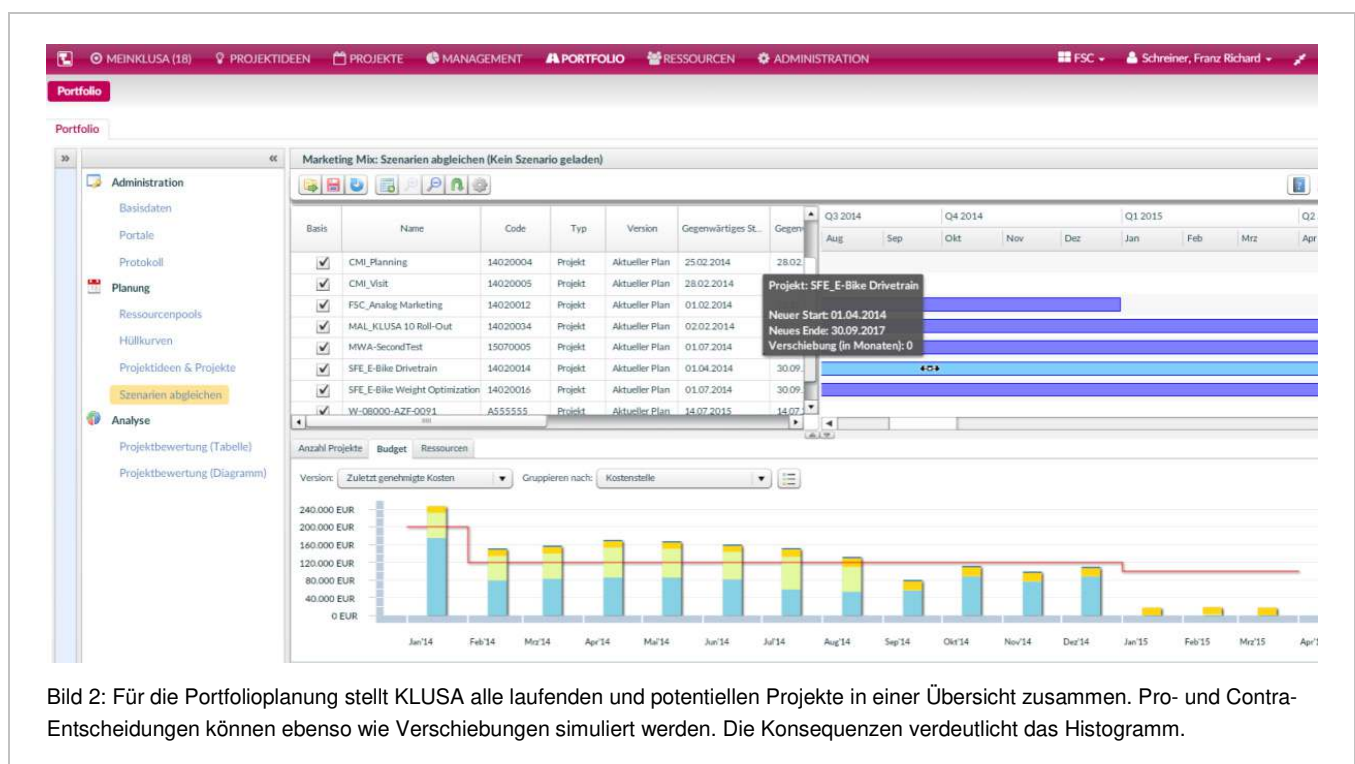 MEINKLUSA (18) PROJEKTIDEEN PROJEKTE MANAGEMENT PORTFOLIO RESSOURCEN ADMINISTRATION FSC Schreiner, Franz Richard
Portfolio
Portfolio
Administration
Basisdaten
Portale
Protokoll
Planung
Ressourcenpools
Hüllkurven
Projektideen & Projekte
Szenarien abgleichen
Analyse
Projektbewertung (Tabelle)
Projektbewertung (Diagramm)
Marketing Mix: Szenarien abgleichen (Kein Szenario geladen)
Basis Name Code Typ Version Gegenwärtiges St... Gegen
Q3 2014 Q4 2014 Q1 2015 Q2
Aug Sep Okt Nov Dez Jan Feb Mrz Apr
CMI_Planning 14020004 Projekt Aktueller Plan 25.02.2014 28.02
CMI_Visit 14020005 Projekt Aktueller Plan 28.02.2014
FSC_Analog Marketing 14020012 Projekt Aktueller Plan 01.02.2014
MAL_KLUSA 10 Roll-Out 14020034 Projekt Aktueller Plan 02.02.2014
MWA-SecondTest 15070005 Projekt Aktueller Plan 01.07.2014
SFE_E-Bike Drivetrain 14020014 Projekt Aktueller Plan 01.04.2014 30.09.
SFE_E-Bike Weight Optimization 14020016 Projekt Aktueller Plan 01.07.2014 30.09.
W-08000-AZF-0091 A555555 Projekt Aktueller Plan 14.07.2015 14.07.
Projekt: SFE_E-Bike Drivetrain
Neuer Start: 01.04.2014
Neues Ende: 30.09.2017
Verschiebung (in Monaten): 0
Anzahl Projekte Budget Ressourcen
Version: Zuletzt genehmigte Kosten Gruppieren nach: Kostenstelle
240.000 EUR
200.000 EUR
160.000 EUR
120.000 EUR
80.000 EUR
40.000 EUR
0 EUR
Jan'14 Feb'14 Mrz'14 Apr'14 Mai'14 Jun'14 Jul'14 Aug'14 Sep'14 Okt'14 Nov'14 Dez'14 Jan'15 Feb'15 Mrz'15 Apr'1
Bild 2: Für die Portfolioplanung stellt KLUSA alle laufenden und potentiellen Projekte in einer Übersicht zusammen. Pro- und Contra-
Entscheidungen können ebenso wie Verschiebungen simuliert werden. Die Konsequenzen verdeutlicht das Histogramm.